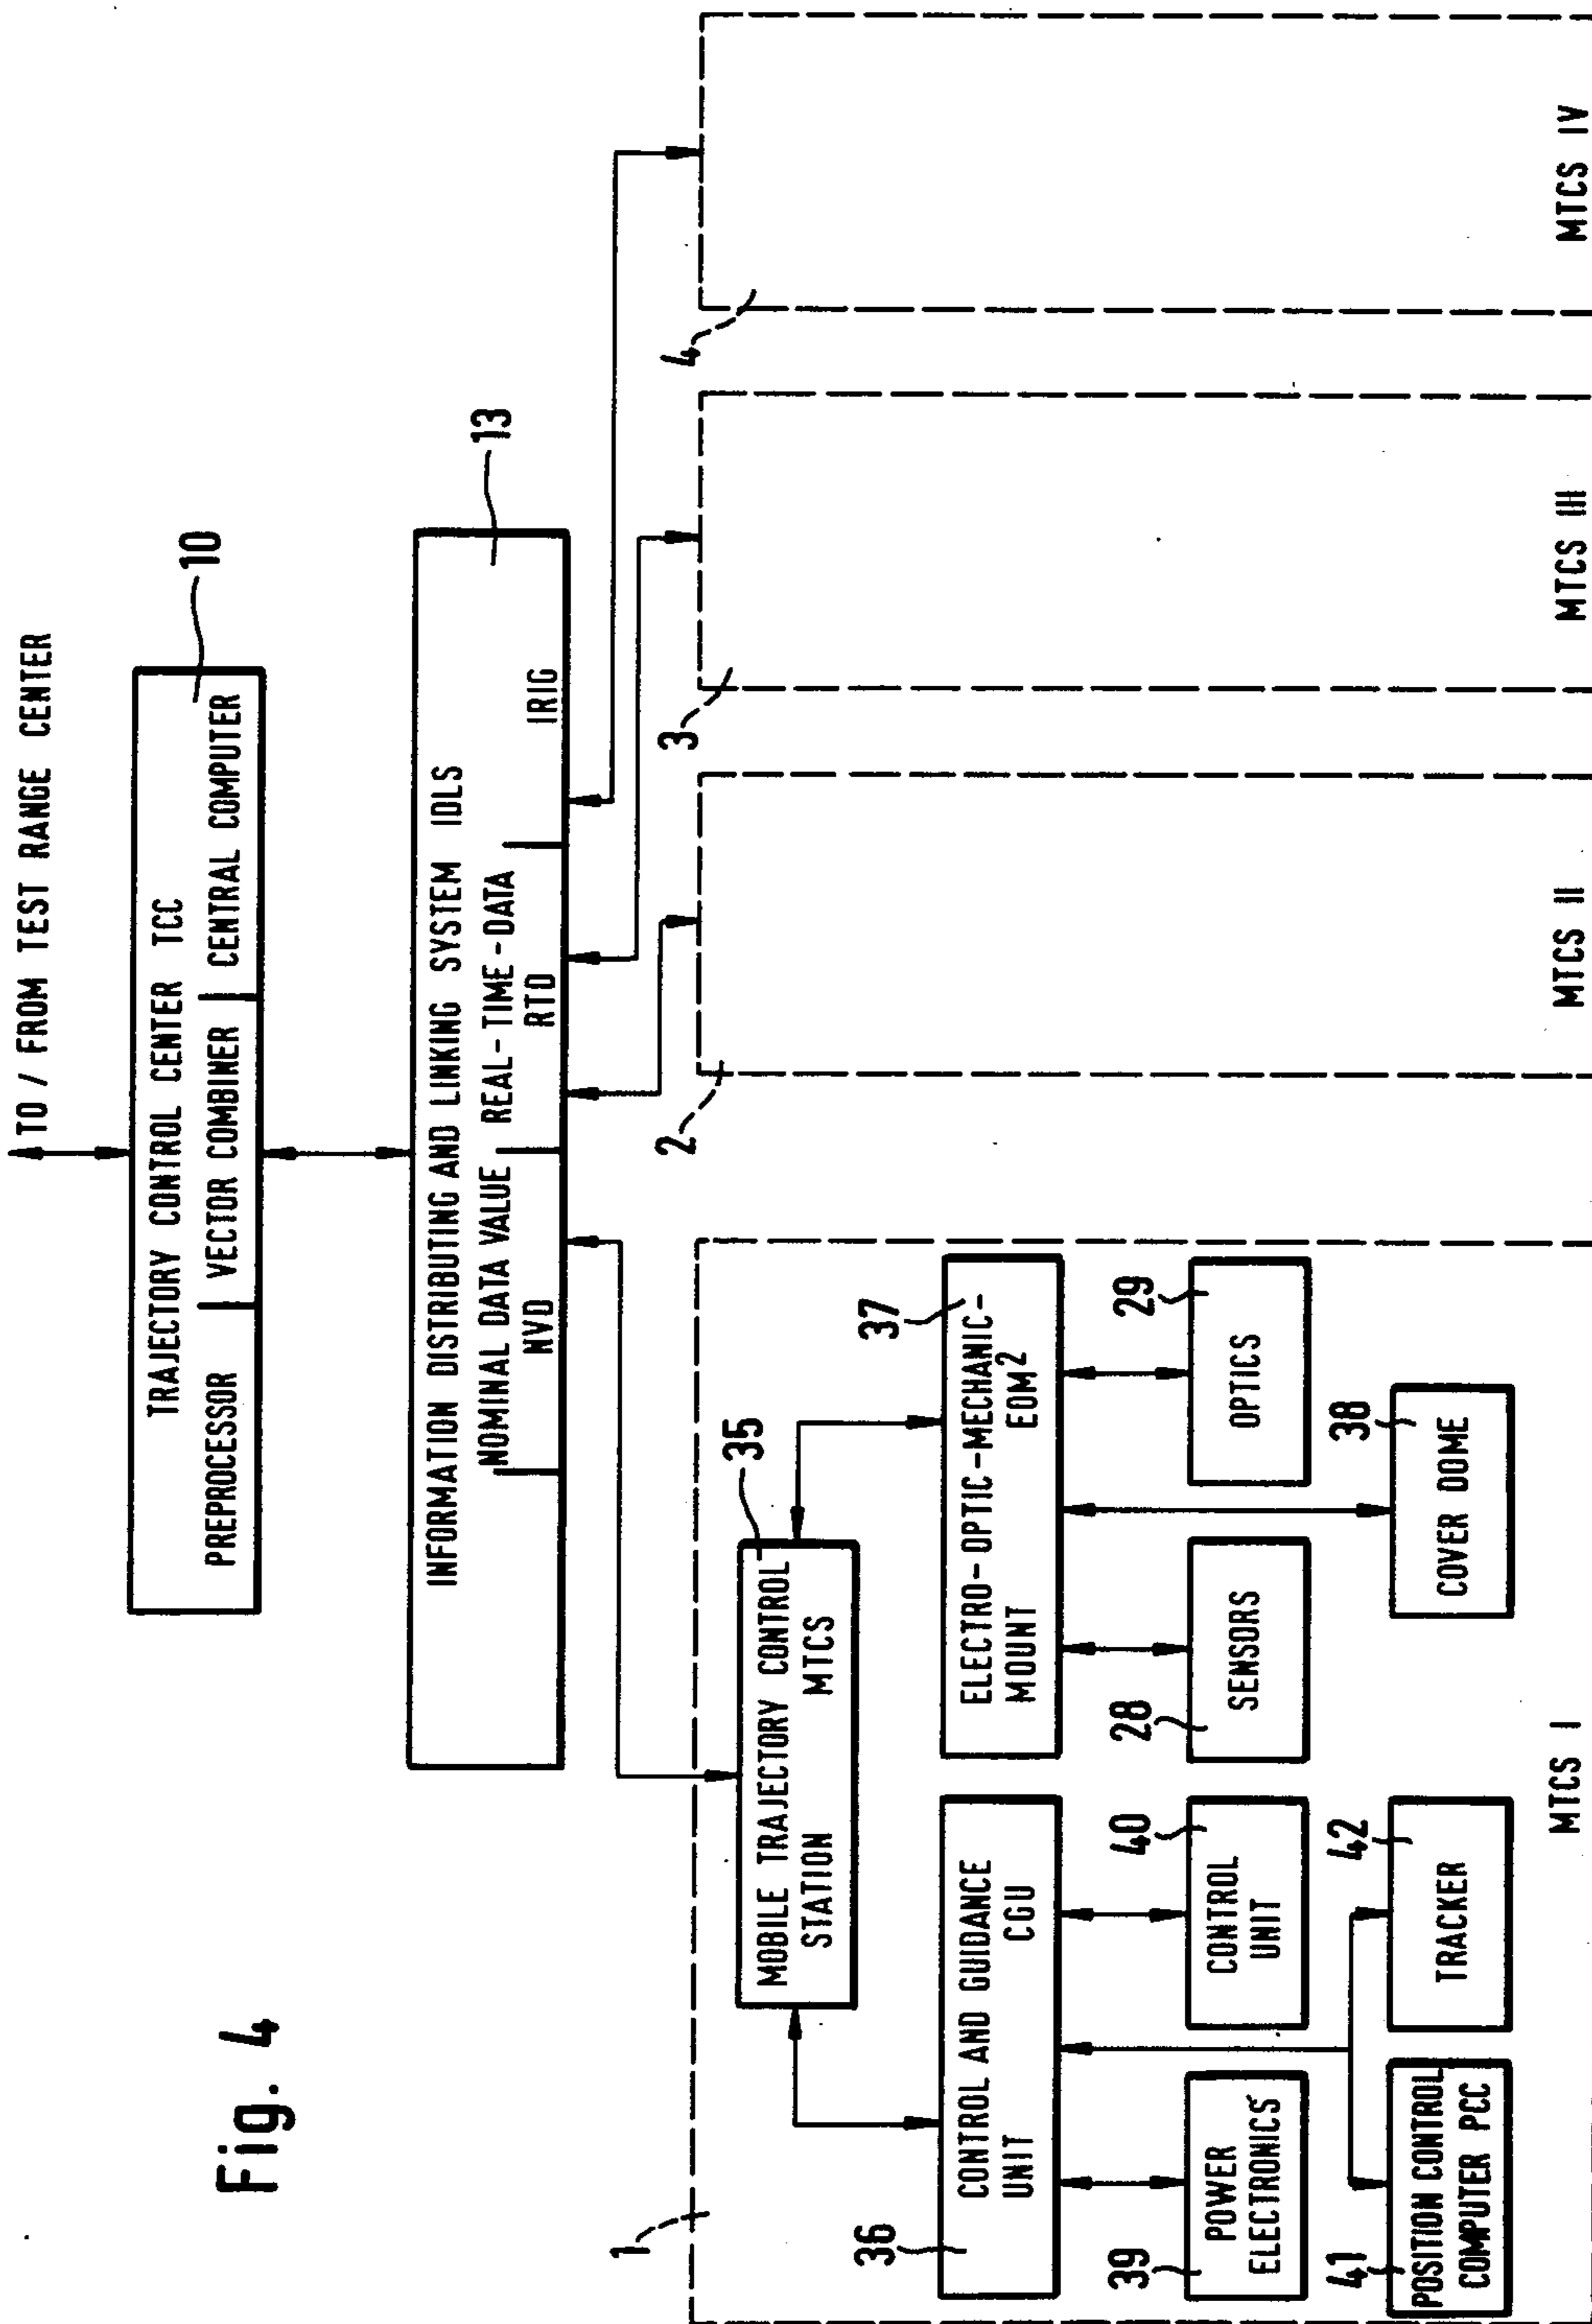 Fig. 4
TO / FROM TEST RANGE CENTER
10
TRAJECTORY CONTROL CENTER TCC
PREPROCESSOR
VECTOR COMBINER
CENTRAL COMPUTER
13
INFORMATION DISTRIBUTING AND LINKING SYSTEM IDLS
NOMINAL DATA VALUE
NVD
REAL-TIME-DATA
RTD
IRIG
1
2
3
4
35
MOBILE TRAJECTORY CONTROL
STATION MTCS
36
CONTROL AND GUIDANCE
UNIT CGU
37
ELECTRO-OPTIC-MECHANIC-
MOUNT EOM²
39
POWER
ELECTRONICS
40
CONTROL
UNIT
28
SENSORS
29
OPTICS
41
POSITION CONTROL
COMPUTER PCC
42
TRACKER
38
COVER DOME
MTCS I
MTCS II
MTCS III
MTCS IV